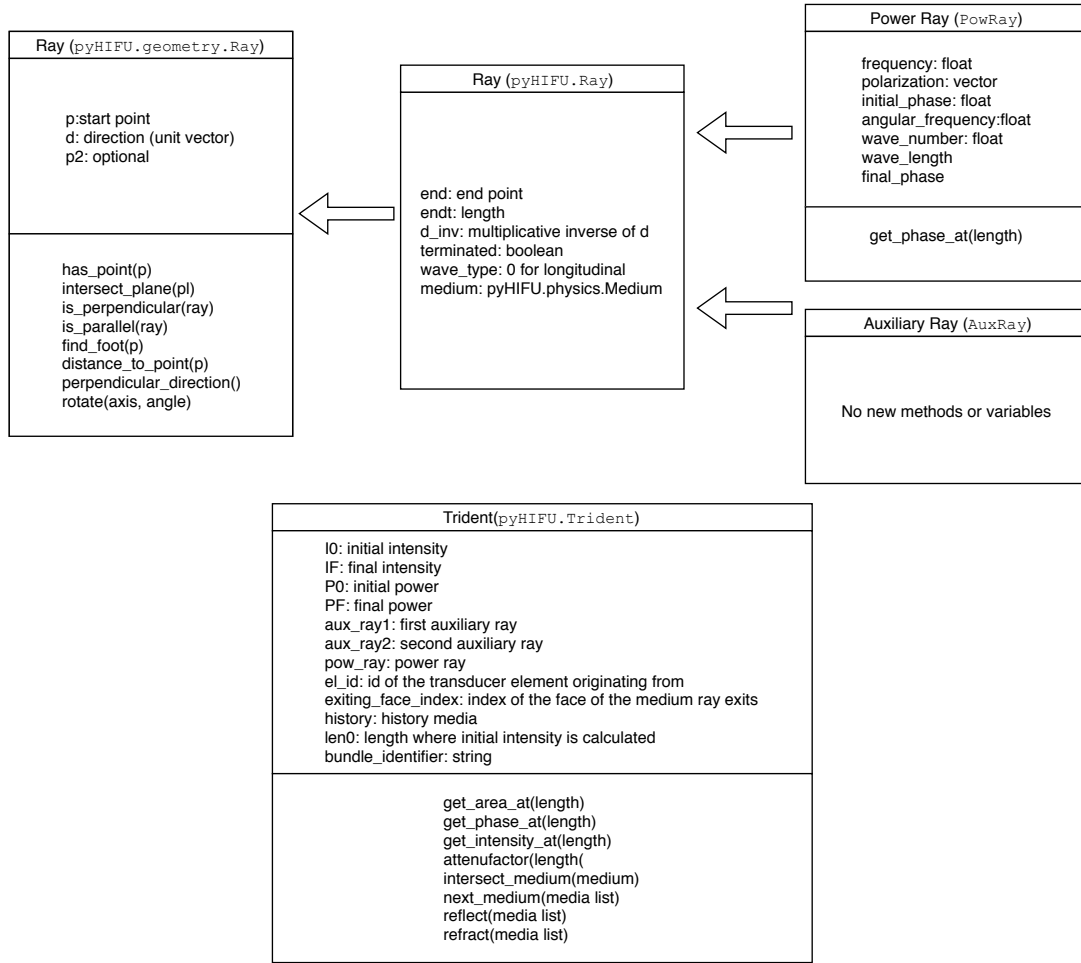 Ray (pyHIFU.geometry.Ray)
p:start point
d: direction (unit vector)
p2: optional
has_point(p)
intersect_plane(pl)
is_perpendicular(ray)
is_parallel(ray)
find_foot(p)
distance_to_point(p)
perpendicular_direction()
rotate(axis, angle)
Ray (pyHIFU.Ray)
end: end point
endt: length
d_inv: multiplicative inverse of d
terminated: boolean
wave_type: 0 for longitudinal
medium: pyHIFU.physics.Medium
Power Ray (PowRay)
frequency: float
polarization: vector
initial_phase: float
angular_frequency:float
wave_number: float
wave_length
final_phase
get_phase_at(length)
Auxiliary Ray (AuxRay)
No new methods or variables
Trident(pyHIFU.Trident)
I0: initial intensity
IF: final intensity
P0: initial power
PF: final power
aux_ray1: first auxiliary ray
aux_ray2: second auxiliary ray
pow_ray: power ray
el_id: id of the transducer element originating from
exiting_face_index: index of the face of the medium ray exits
history: history media
len0: length where initial intensity is calculated
bundle_identifier: string
get_area_at(length)
get_phase_at(length)
get_intensity_at(length)
attenufactor(length(
intersect_medium(medium)
next_medium(media list)
reflect(media list)
refract(media list)